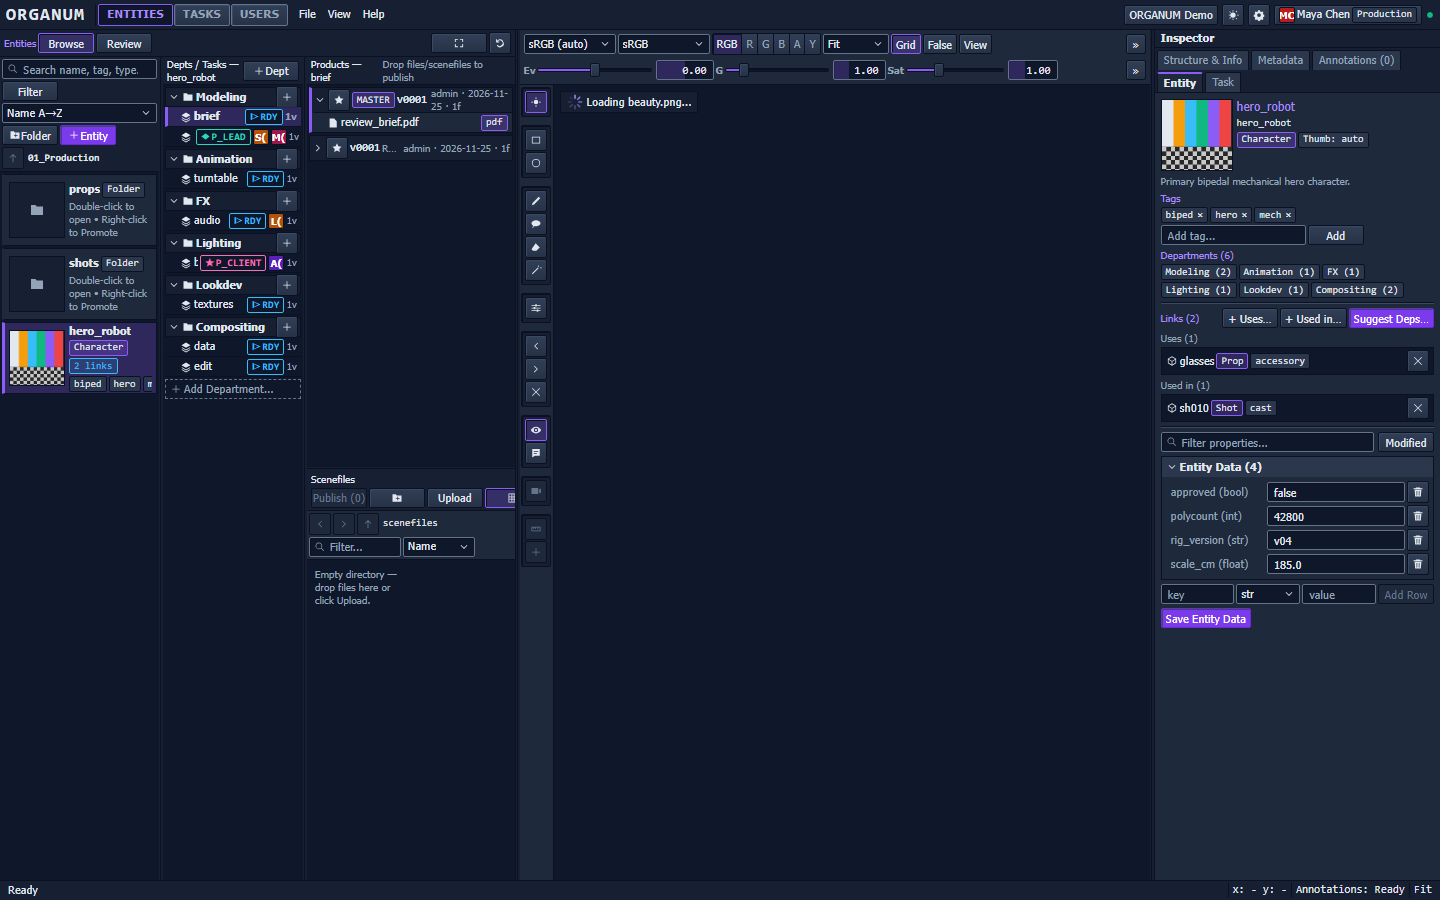 ORGANUM ENTITIES TASKS USERS File View Help ORGANUM Demo MC Maya Chen Production
Entities Browse Review
Search name, tag, type.
Filter
Name A→Z
Folder + Entity
01_Production
props Folder
Double-click to
open • Right-click
to Promote
shots Folder
Double-click to
open • Right-click
to Promote
hero_robot
Character
2 links
biped hero
Depts / Tasks —
hero_robot
+ Dept
Modeling
brief RDY 1v
P_LEAD S( M( 1v
Animation
turntable RDY 1v
FX
audio RDY L( 1v
Lighting
P_CLIENT A( 1v
Lookdev
textures RDY 1v
Compositing
data RDY 1v
edit RDY 1v
+ Add Department...
Products —
brief
Drop files/scenefiles to
publish
MASTER v0001 admin · 2026-11-
25 · 1f
review_brief.pdf pdf
v0001 R... admin · 2026-11-25 · 1f
Scenefiles
Publish (0) Upload
scenefiles
Filter... Name
Empty directory —
drop files here or
click Upload.
sRGB (auto) sRGB RGB R G B A Y Fit Grid False View »
Ev 0.00 G 1.00 Sat 1.00 »
Loading beauty.png...
Inspector
Structure & Info Metadata Annotations (0)
Entity Task
hero_robot
hero_robot
Character Thumb: auto
Primary bipedal mechanical hero character.
Tags
biped × hero × mech ×
Add tag... Add
Departments (6)
Modeling (2) Animation (1) FX (1)
Lighting (1) Lookdev (1) Compositing (2)
Links (2) + Uses... + Used in... Suggest Deps...
Uses (1)
glasses Prop accessory
Used in (1)
sh010 Shot cast
Filter properties... Modified
Entity Data (4)
approved (bool) false
polycount (int) 42800
rig_version (str) v04
scale_cm (float) 185.0
key str value Add Row
Save Entity Data
Ready x: - y: - Annotations: Ready Fit